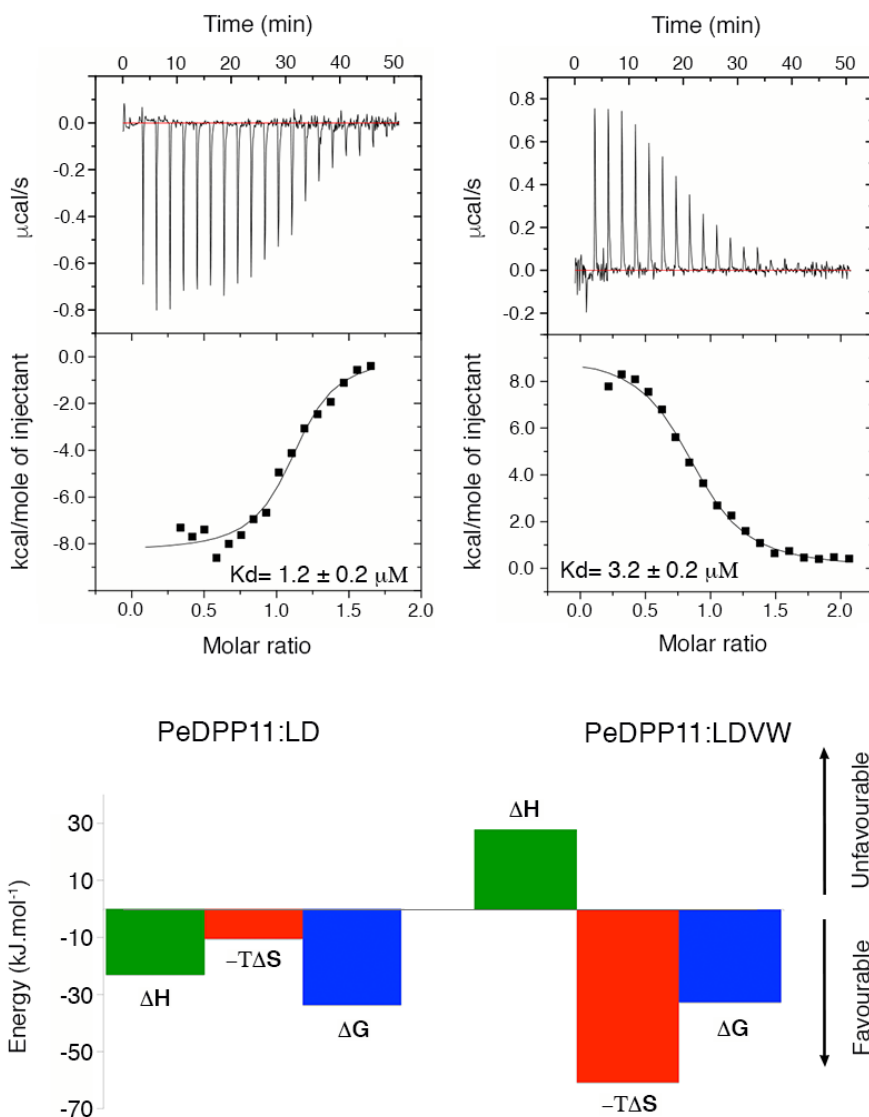 Time (min)
0 10 20 30 40 50
0.0
-0.2
-0.4
-0.6
-0.8
μcal/s
0.0
-2.0
-4.0
-6.0
-8.0
kcal/mole of injectant
Kd= 1.2 ± 0.2 μM
0.0 0.5 1.0 1.5 2.0
Molar ratio
Time (min)
0 10 20 30 40 50
0.8
0.6
0.4
0.2
0.0
-0.2
μcal/s
8.0
6.0
4.0
2.0
0.0
kcal/mole of injectant
Kd= 3.2 ± 0.2 μM
0.0 0.5 1.0 1.5 2.0
Molar ratio
PeDPP11:LD
PeDPP11:LDVW
Energy (kJ.mol⁻¹)
30
10
-10
-30
-50
-70
ΔH
−TΔS
ΔG
ΔH
−TΔS
ΔG
Unfavourable
Favourable